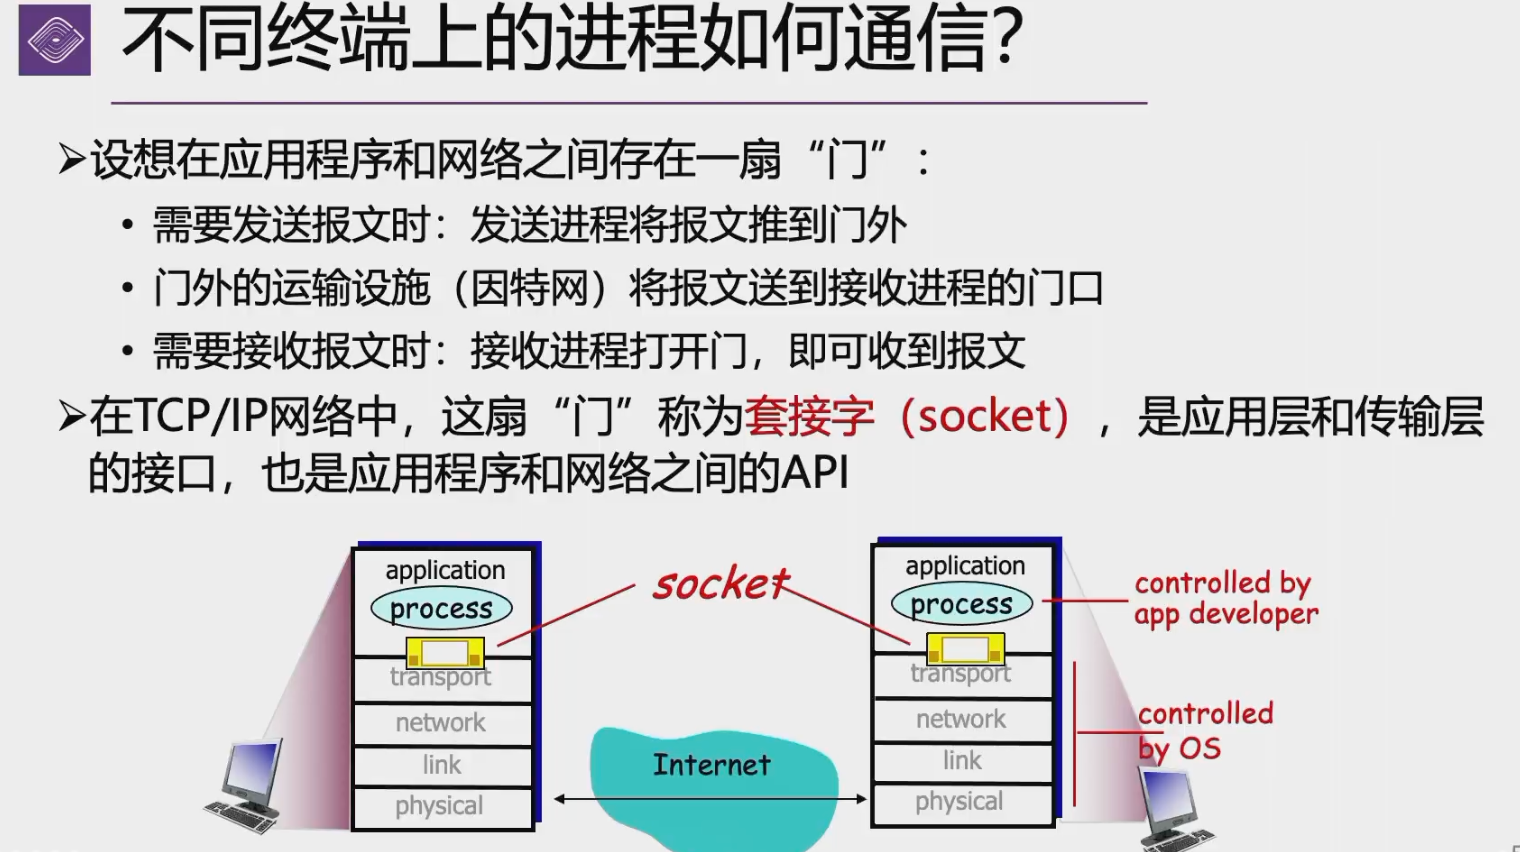 不同终端上的进程如何通信？
➢设想在应用程序和网络之间存在一扇“门”：
• 需要发送报文时：发送进程将报文推到门外
• 门外的运输设施（因特网）将报文送到接收进程的门口
• 需要接收报文时：接收进程打开门，即可收到报文
➢在TCP/IP网络中，这扇“门”称为套接字（socket），是应用层和传输层
的接口，也是应用程序和网络之间的API
application
process
transport
network
link
physical
socket
Internet
application
process
transport
network
link
physical
controlled by
app developer
controlled
by OS